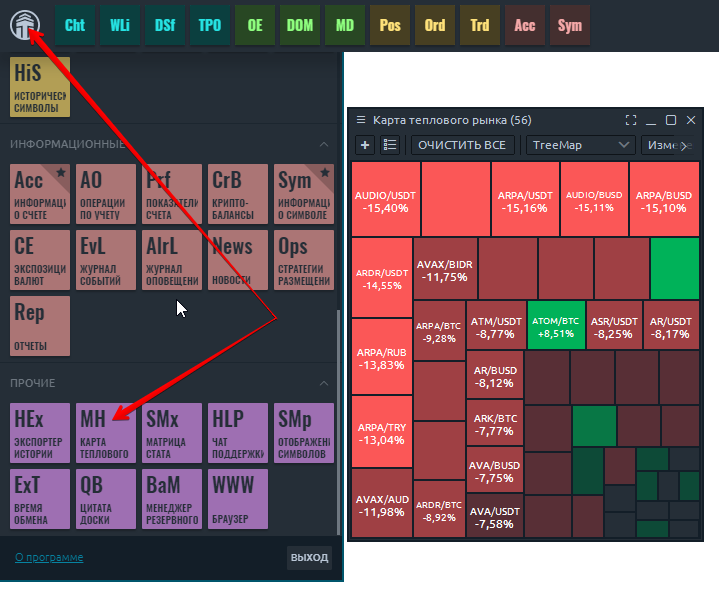 Cht WLi DSf TPO OE DOM MD Pos Ord Trd Acc Sym
HiS
ИСТОРИЧЕСК
СИМВОЛЫ
ИНФОРМАЦИОННЫЕ
Acc AO Prf CrB Sym
ИНФОРМАЦ ОПЕРАЦИИ ПОКАЗАТЕЛИ КРИПТО- ИНФОРМАЦ
О СЧЕТЕ ПО УЧЕТУ СЧЕТА БАЛАНСЫ О СИМВОЛЕ
CE EvL AlrL News Ops
ЭКСПОЗИЦИ ЖУРНАЛ ЖУРНАЛ НОВОСТИ СТРАТЕГИИ
ВАЛЮТ СОБЫТИЙ ОПОВЕЩЕНИ РАЗМЕЩЕНИ
Rep
ОТЧЕТЫ
ПРОЧИЕ
HEx MH SMx HLP SMp
ЭКСПОРТЕР КАРТА МАТРИЦА ЧАТ ОТОБРАЖЕНИ
ИСТОРИИ ТЕПЛОВОГО СТАТА ПОДДЕРЖКИ СИМВОЛОВ
ExT QB BaM WWW
ВРЕМЯ ЦИТАТА МЕНЕДЖЕР БРАУЗЕР
ОБМЕНА ДОСКИ РЕЗЕРВНОГО
О программе ВЫХОД
Карта теплового рынка (56)
ОЧИСТИТЬ ВСЕ TreeMap Измене
AUDIO/USDT ARPA/USDT AUDIO/BUSD ARPA/BUSD
-15,40% -15,16% -15,11% -15,10%
ARDR/USDT AVAX/BIDR
-14,55% -11,75%
ARPA/RUB ARPA/BTC ATM/USDT ATOM/BTC ASR/USDT AR/USDT
-13,83% -9,28% -8,77% +8,51% -8,25% -8,17%
AR/BUSD
-8,12%
ARPA/TRY ARK/BTC
-13,04% -7,77%
AVA/BUSD
-7,75%
AVAX/AUD ARDR/BTC AVA/USDT
-11,98% -8,92% -7,58%